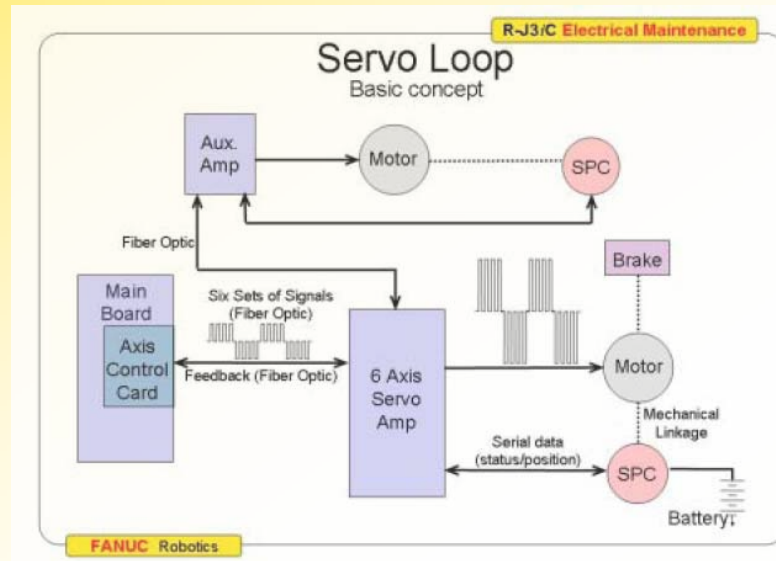 R-J3/C Electrical Maintenance
Servo Loop
Basic concept
Aux.
Amp
Motor
SPC
Fiber Optic
Brake
Main
Board
Six Sets of Signals
(Fiber Optic)
Axis
Control
Card
Feedback (Fiber Optic)
6 Axis
Servo
Amp
Motor
Mechanical
Linkage
Serial data
(status/position)
SPC
Battery
FANUC Robotics